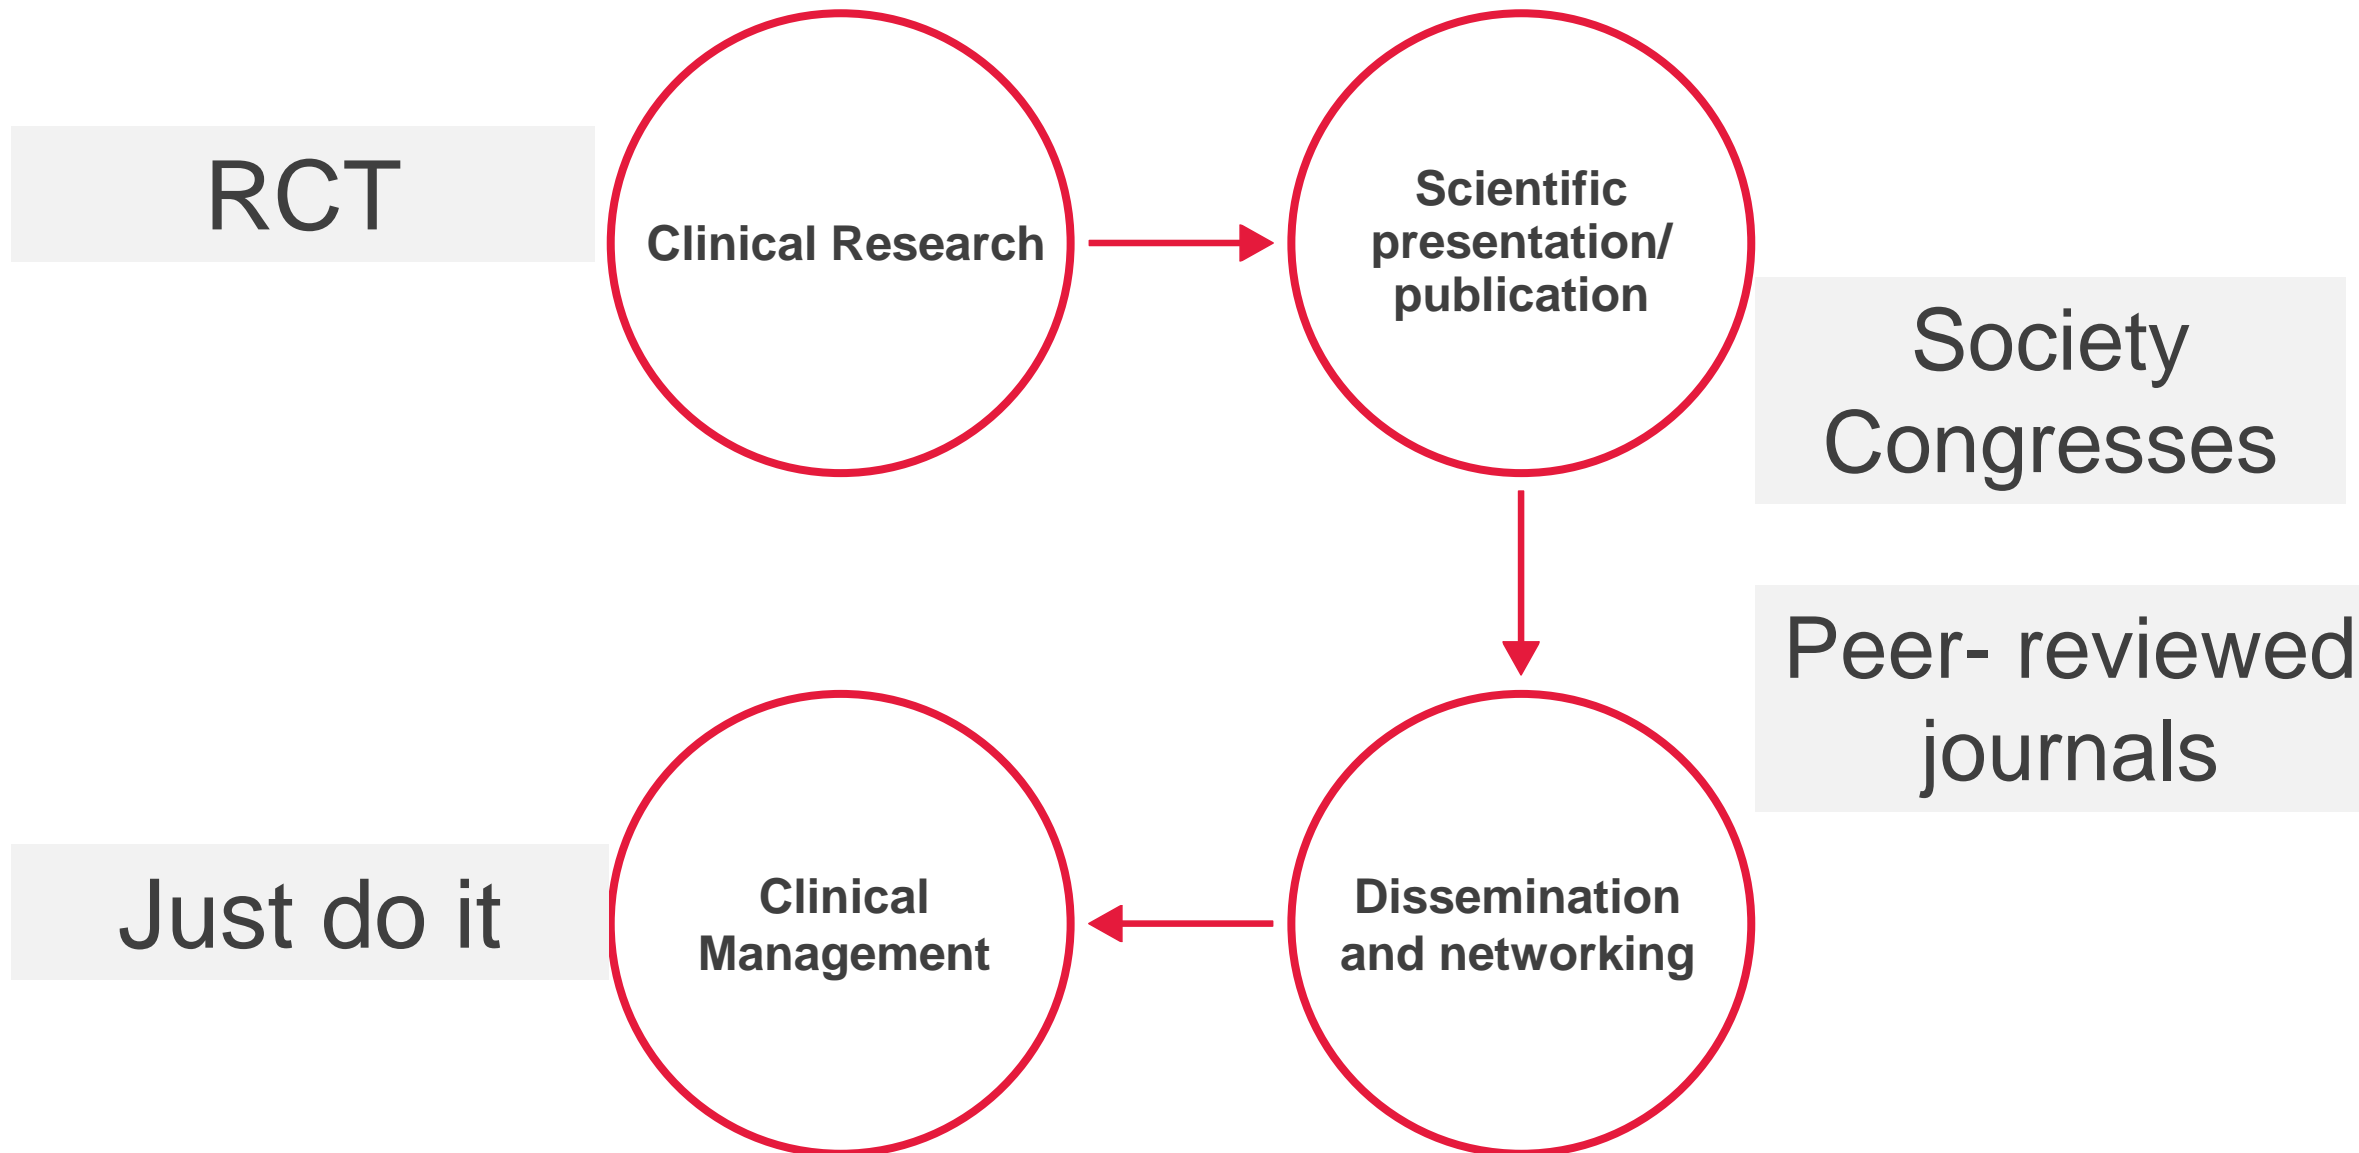 RCT
Clinical Research
Scientific
presentation/
publication
Society
Congresses
Peer- reviewed
journals
Just do it
Clinical
Management
Dissemination
and networking